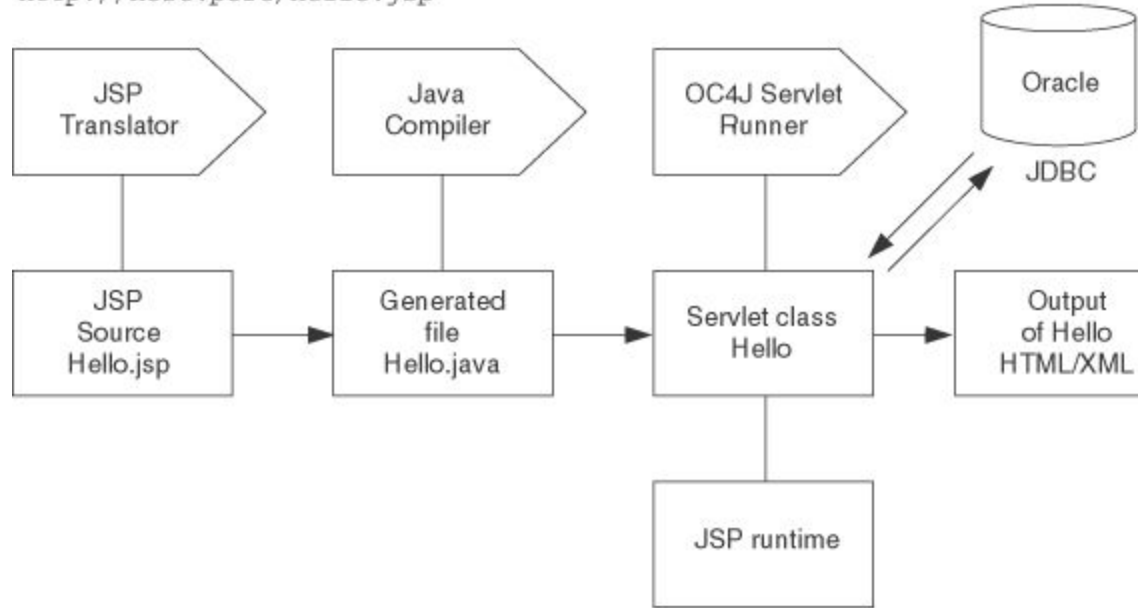 JSP
Translator
Java
Compiler
OC4J Servlet
Runner
Oracle
JDBC
JSP
Source
Hello.jsp
Generated
file
Hello.java
Servlet class
Hello
Output
of Hello
HTML/XML
JSP runtime